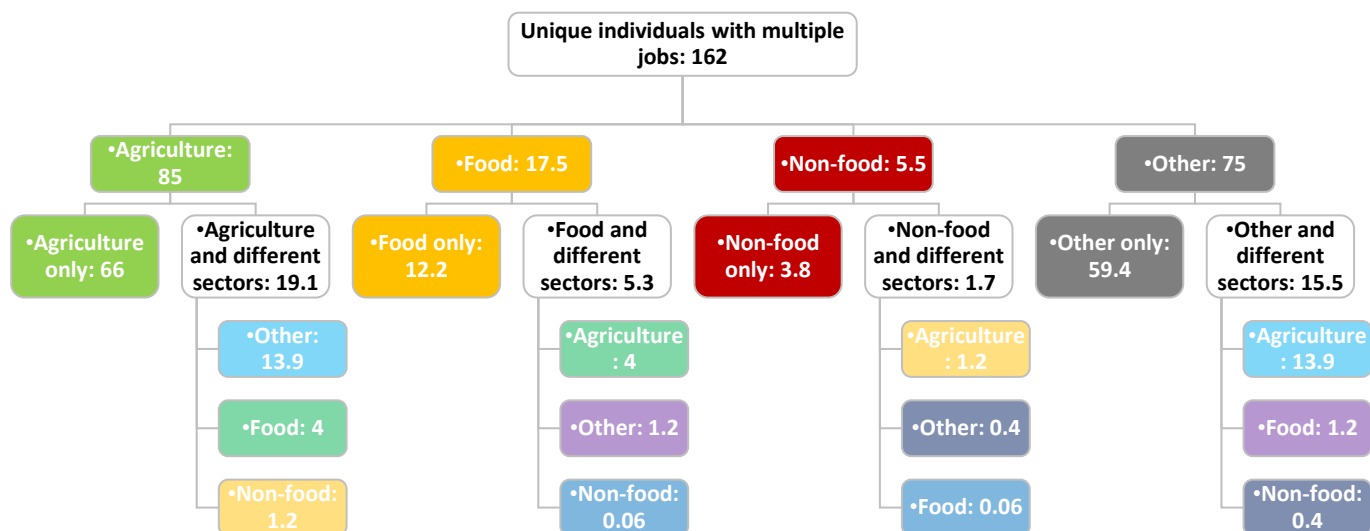 Unique individuals with multiple
jobs: 162
•Agriculture:
85
•Food: 17.5
•Non-food: 5.5
•Other: 75
•Agriculture
only: 66
•Agriculture
and different
sectors: 19.1
•Food only:
12.2
•Food and
different
sectors: 5.3
•Non-food
only: 3.8
•Non-food
and different
sectors: 1.7
•Other only:
59.4
•Other and
different
sectors: 15.5
•Other:
13.9
•Agriculture
: 4
•Agriculture
: 1.2
•Agriculture
: 13.9
•Food: 4
•Other: 1.2
•Other: 0.4
•Food: 1.2
•Non-food:
1.2
•Non-food:
0.06
•Food: 0.06
•Non-food:
0.4